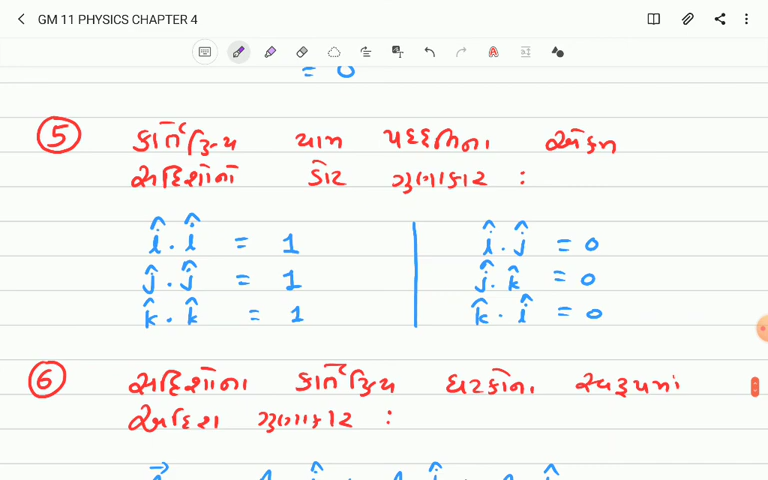 GM 11 PHYSICS CHAPTER 4
= 0
5 કાર્તેઝિય યામ પદ્ધતિના એકમ
સદિશોનો ડોટ ગુણાકાર :
î . î = 1
ĵ . ĵ = 1
k̂ . k̂ = 1
î . ĵ = 0
ĵ . k̂ = 0
k̂ . î = 0
6 સદિશોના કાર્તેઝિય ઘટકોના સ્વરૂપમાં
અદિશ ગુણાકાર :